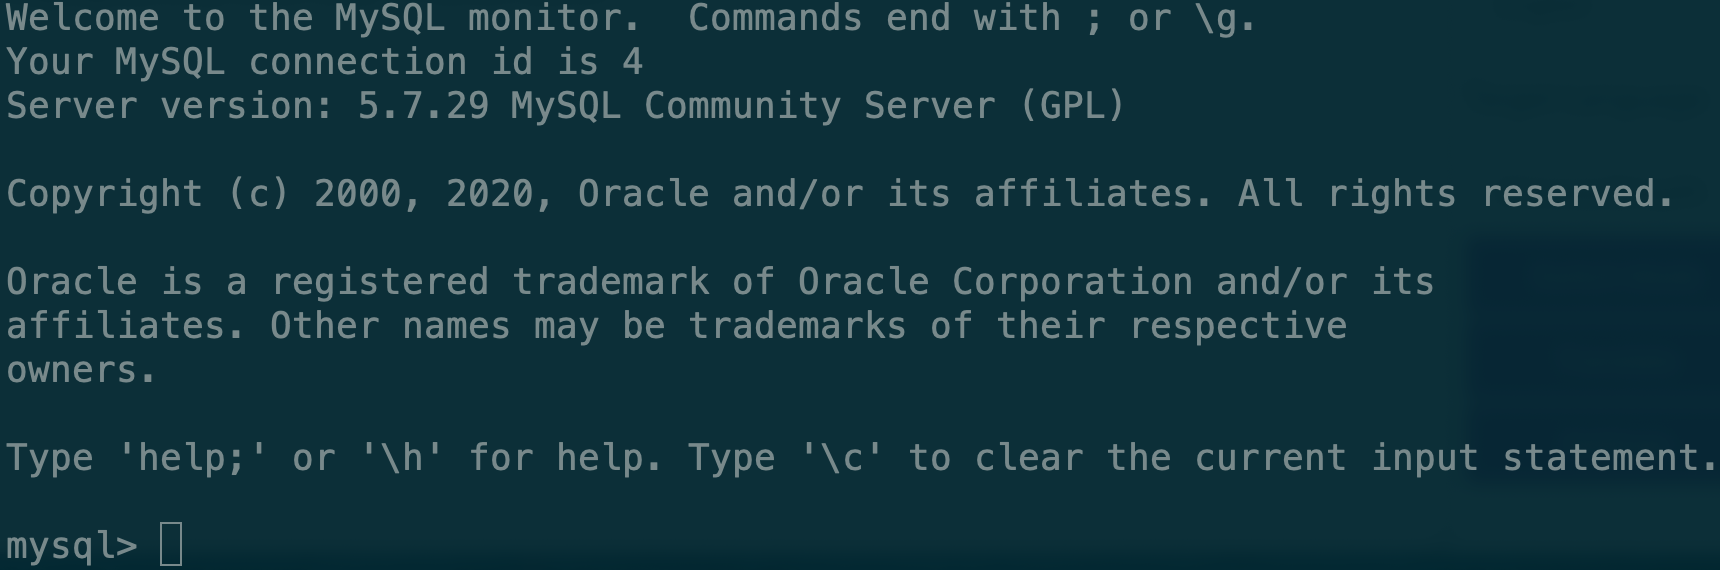 Welcome to the MySQL monitor.  Commands end with ; or \g.
Your MySQL connection id is 4
Server version: 5.7.29 MySQL Community Server (GPL)
Copyright (c) 2000, 2020, Oracle and/or its affiliates. All rights reserved.
Oracle is a registered trademark of Oracle Corporation and/or its
affiliates. Other names may be trademarks of their respective
owners.
Type 'help;' or '\h' for help. Type '\c' to clear the current input statement.
mysql>